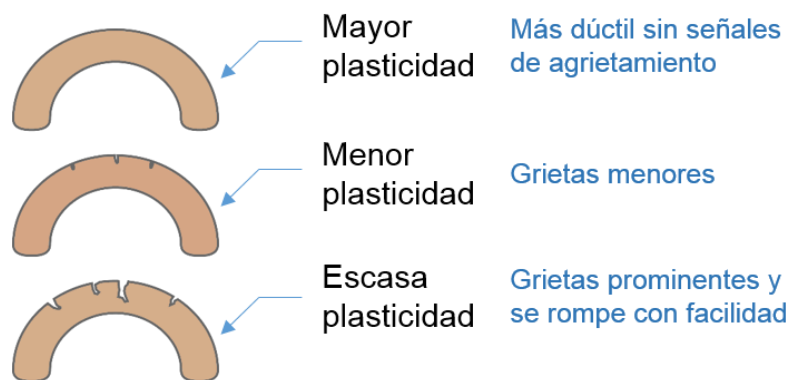 Mayor
plasticidad
Más dúctil sin señales
de agrietamiento
Menor
plasticidad
Grietas menores
Escasa
plasticidad
Grietas prominentes y
se rompe con facilidad